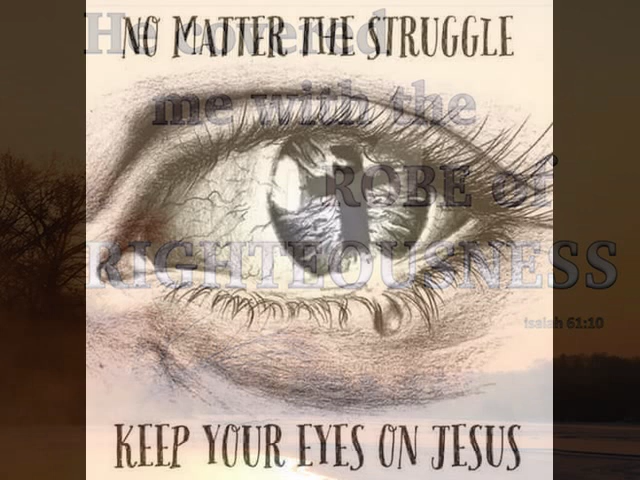 He covered
NO MATTER THE STRUGGLE
me with the
ROBE of
RIGHTEOUSNESS
isaiah 61:10
KEEP YOUR EYES ON JESUS